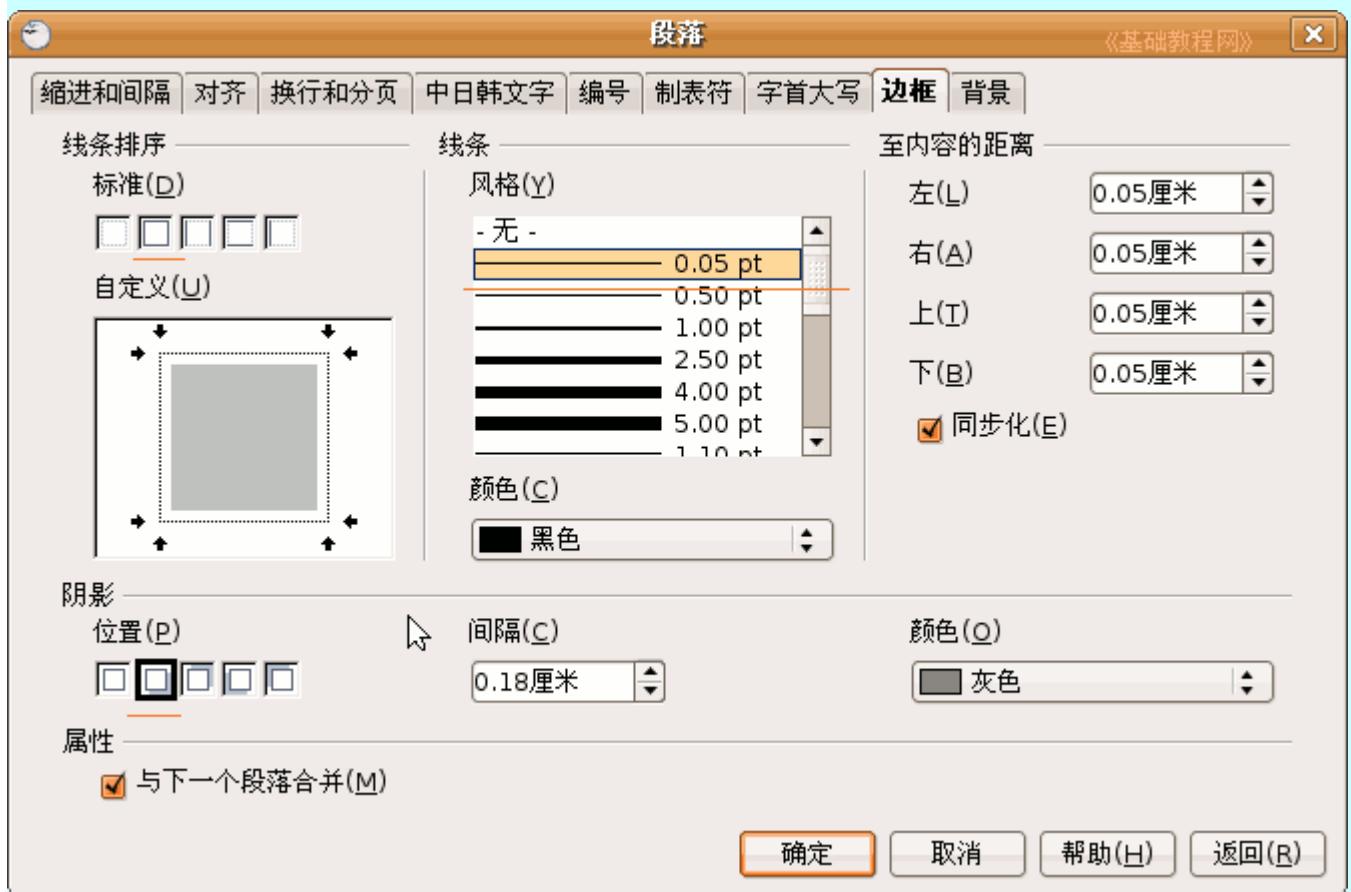 段落
《基础教程网》
缩进和间隔 对齐 换行和分页 中日韩文字 编号 制表符 字首大写 边框 背景
线条排序
标准(D)
自定义(U)
线条
风格(Y)
- 无 -
0.05 pt
0.50 pt
1.00 pt
2.50 pt
4.00 pt
5.00 pt
1.10 pt
颜色(C)
黑色
至内容的距离
左(L) 0.05厘米
右(A) 0.05厘米
上(T) 0.05厘米
下(B) 0.05厘米
同步化(E)
阴影
位置(P)
间隔(C)
0.18厘米
颜色(O)
灰色
属性
与下一个段落合并(M)
确定 取消 帮助(H) 返回(R)